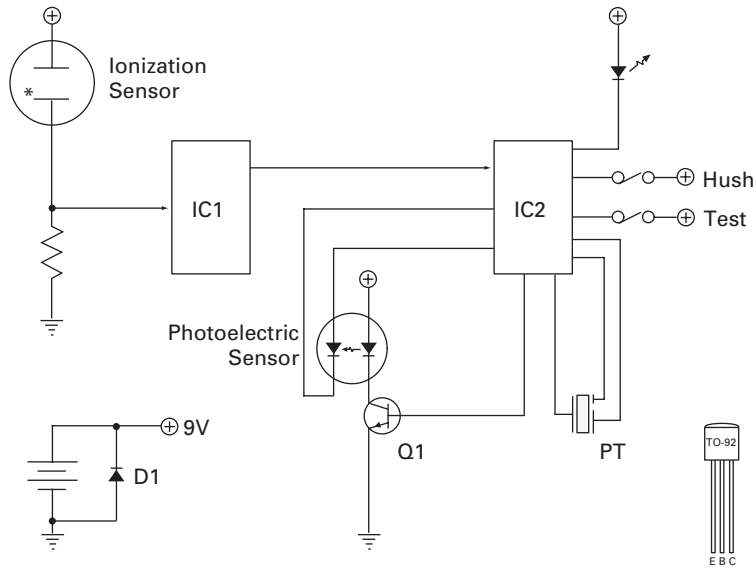 Ionization
Sensor
*
IC1
IC2
Hush
Test
Photoelectric
Sensor
9V
D1
Q1
PT
TO-92
E B C